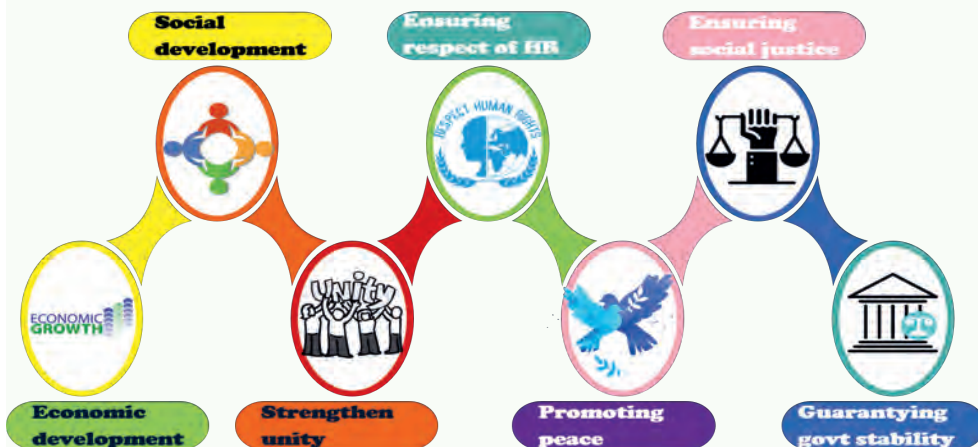 Social
development
Ensuring
respect of HR
Ensuring
social justice
RESPECT HUMAN RIGHTS
ECONOMIC
GROWTH
UNITY
Economic
development
Strengthen
unity
Promoting
peace
Guarantying
govt stability